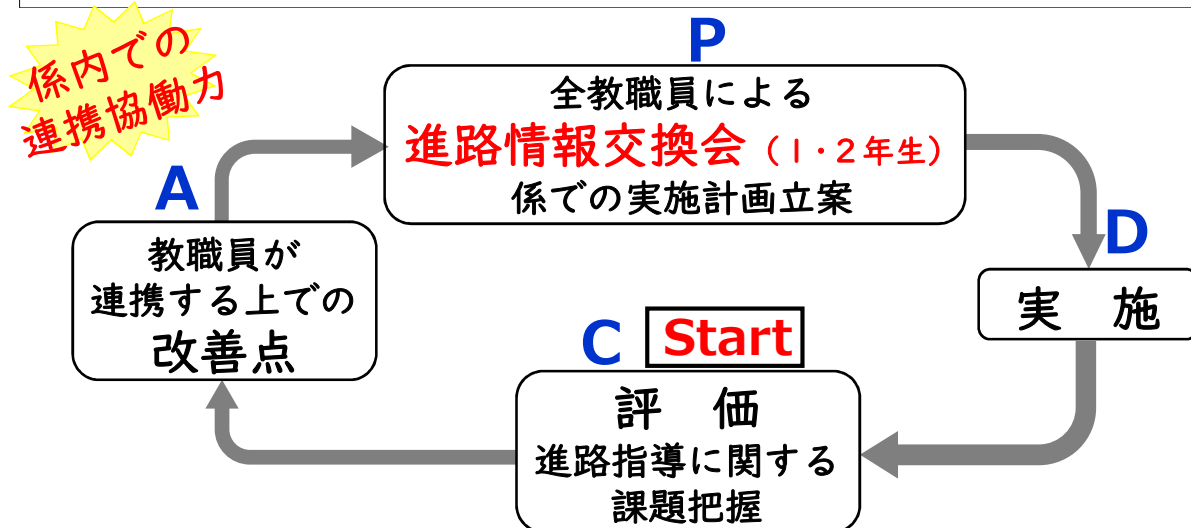 係内での
連携協働力
P
全教職員による
進路情報交換会（1・2年生）
係での実施計画立案
A
教職員が
連携する上での
改善点
D
実　施
C
Start
評　価
進路指導に関する
課題把握